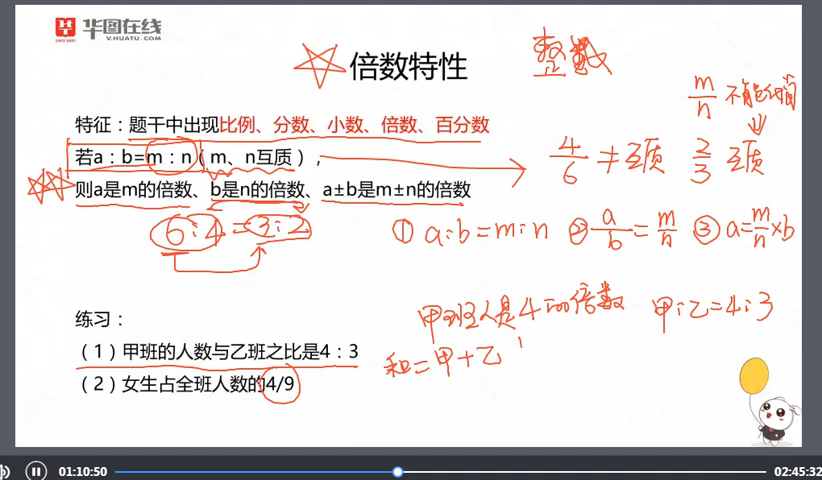 华图在线
V.HUATU.COM
倍数特性
整数
m/n 不能化简
特征：题干中出现比例、分数、小数、倍数、百分数
若a：b=m：n（m、n互质），
4/6 ≠互质 2/3 互质
则a是m的倍数、b是n的倍数、a±b是m±n的倍数
6:4=3:2
① a:b=m:n ② a/b=m/n ③ a=m/n×b
甲班人是4的倍数 甲:乙=4:3
练习：
（1）甲班的人数与乙班之比是4：3
和=甲+乙
（2）女生占全班人数的4/9
01:10:50
02:45:32